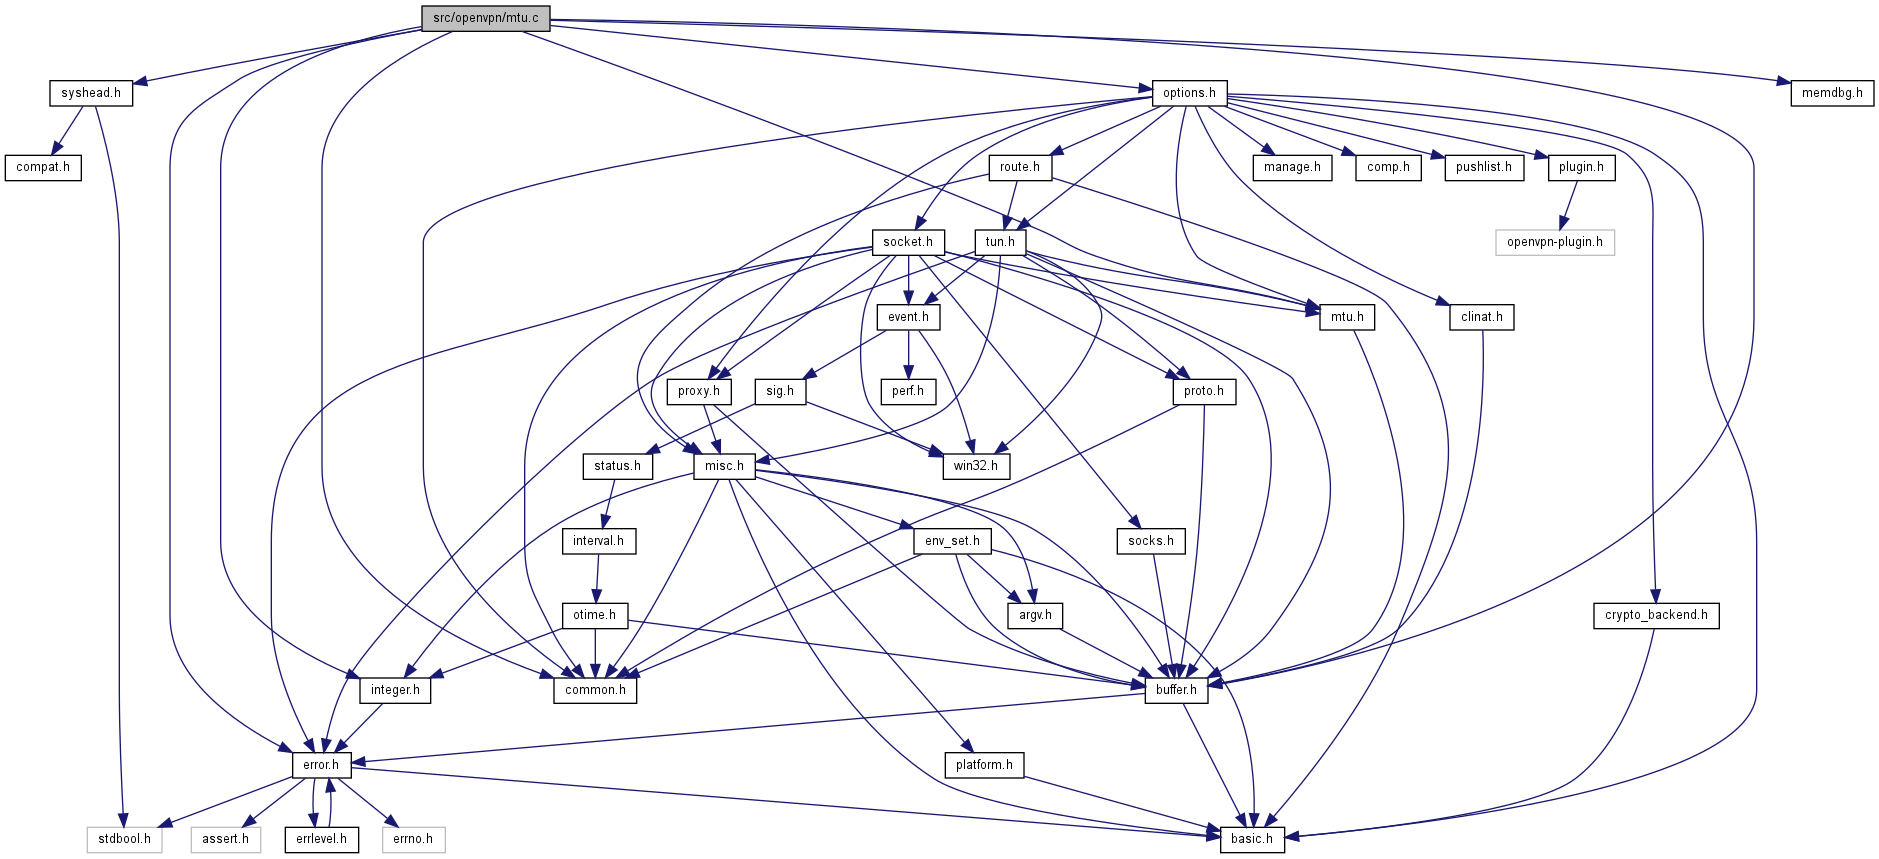 src/openvpn/mtu.c
syshead.h
options.h
memdbg.h
compat.h
route.h
manage.h
comp.h
pushlist.h
plugin.h
socket.h
tun.h
openvpn-plugin.h
event.h
mtu.h
clinat.h
proxy.h
sig.h
perf.h
proto.h
status.h
misc.h
win32.h
interval.h
env_set.h
socks.h
otime.h
argv.h
crypto_backend.h
integer.h
common.h
buffer.h
error.h
platform.h
stdbool.h
assert.h
errlevel.h
errno.h
basic.h